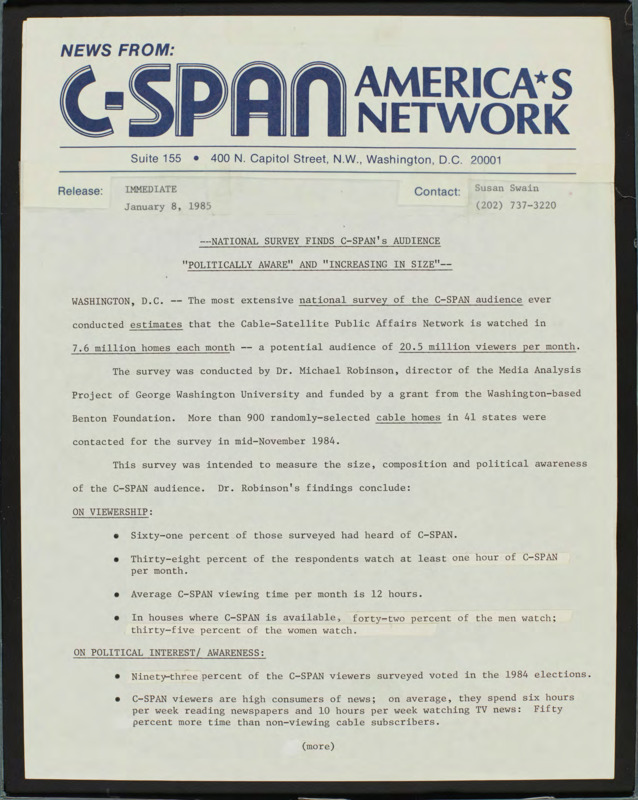 NEWS FROM:
C-SPAN AMERICA★S NETWORK
Suite 155 • 400 N. Capitol Street, N.W., Washington, D.C. 20001
Release: IMMEDIATE Contact: Susan Swain
January 8, 1985 (202) 737-3220
--NATIONAL SURVEY FINDS C-SPAN's AUDIENCE
"POLITICALLY AWARE" AND "INCREASING IN SIZE"--
WASHINGTON, D.C. -- The most extensive national survey of the C-SPAN audience ever
conducted estimates that the Cable-Satellite Public Affairs Network is watched in
7.6 million homes each month -- a potential audience of 20.5 million viewers per month.
The survey was conducted by Dr. Michael Robinson, director of the Media Analysis
Project of George Washington University and funded by a grant from the Washington-based
Benton Foundation. More than 900 randomly-selected cable homes in 41 states were
contacted for the survey in mid-November 1984.
This survey was intended to measure the size, composition and political awareness
of the C-SPAN audience. Dr. Robinson's findings conclude:
ON VIEWERSHIP:
• Sixty-one percent of those surveyed had heard of C-SPAN.
• Thirty-eight percent of the respondents watch at least one hour of C-SPAN
per month.
• Average C-SPAN viewing time per month is 12 hours.
• In houses where C-SPAN is available, forty-two percent of the men watch;
thirty-five percent of the women watch.
ON POLITICAL INTEREST/ AWARENESS:
• Ninety-three percent of the C-SPAN viewers surveyed voted in the 1984 elections.
• C-SPAN viewers are high consumers of news; on average, they spend six hours
per week reading newspapers and 10 hours per week watching TV news: Fifty
percent more time than non-viewing cable subscribers.
(more)